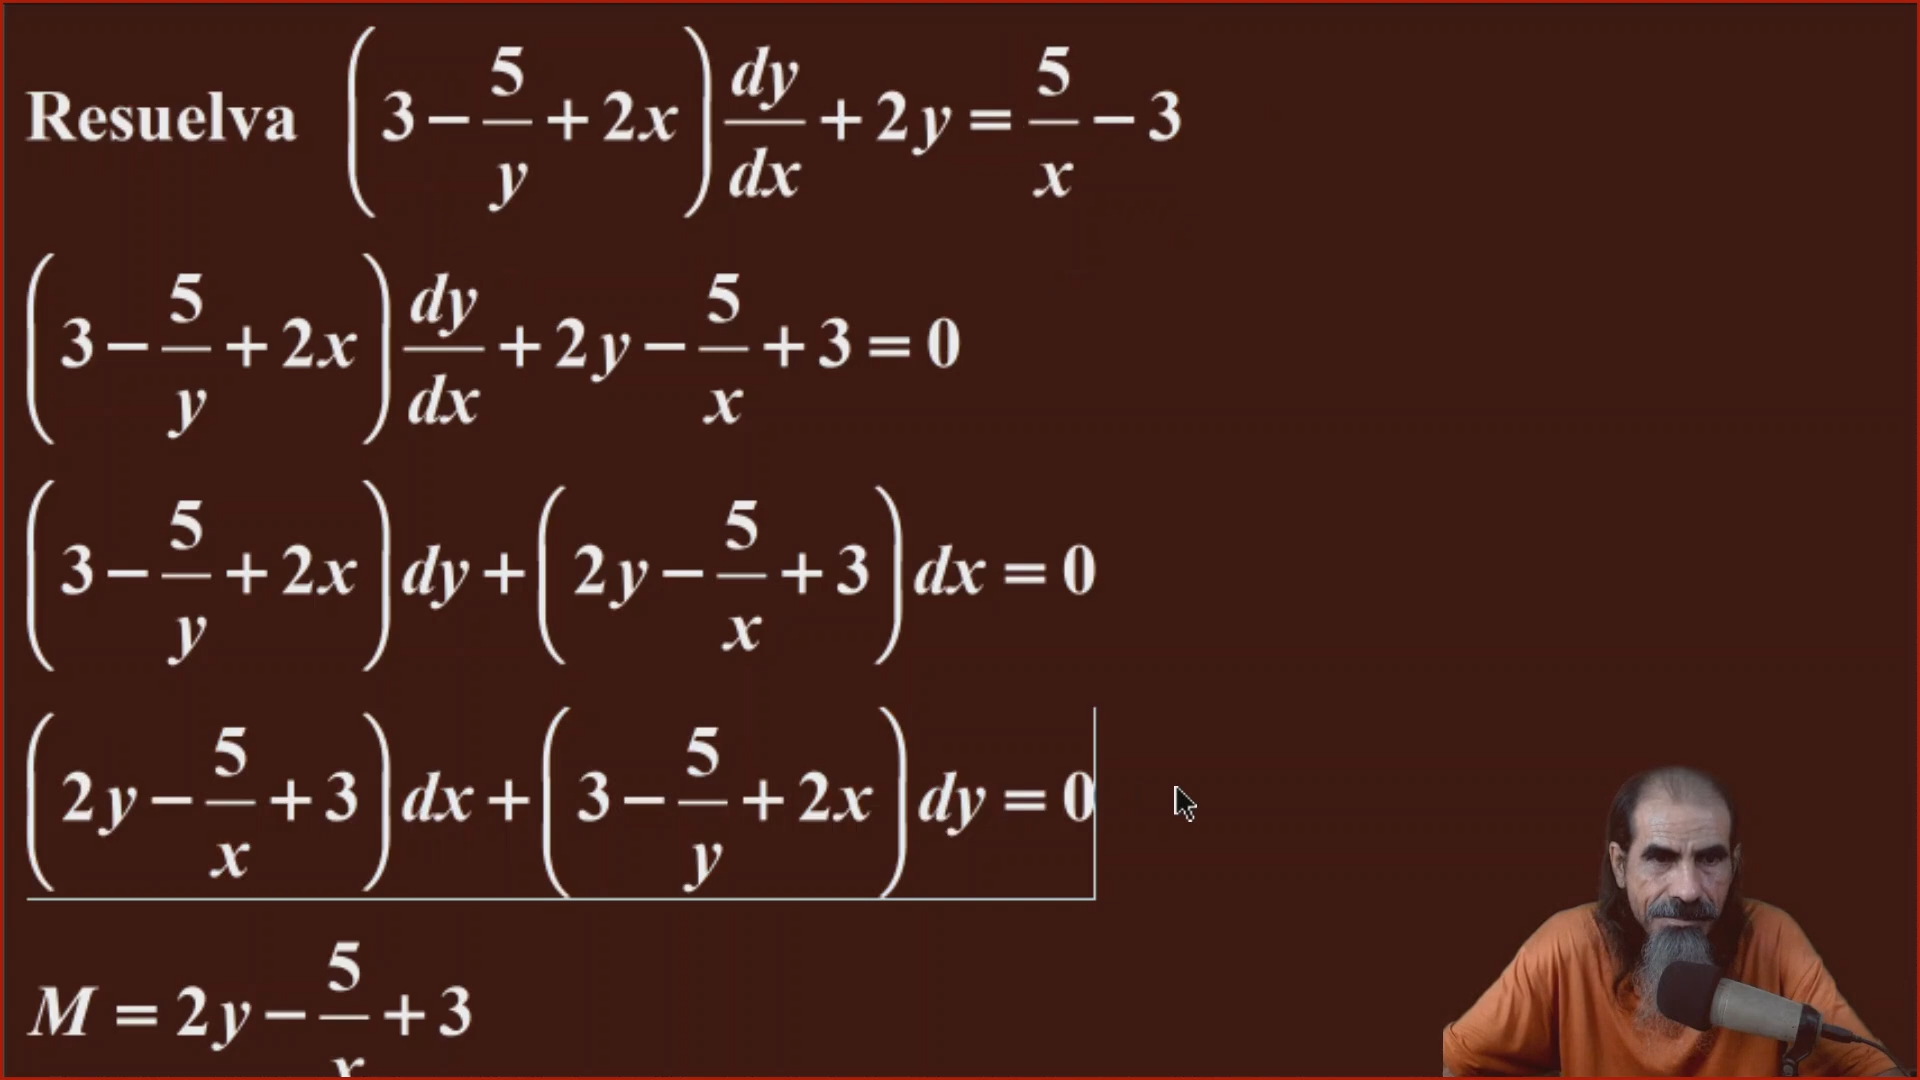 Resuelva (3 − 5/y + 2x) dy/dx + 2y = 5/x − 3
(3 − 5/y + 2x) dy/dx + 2y − 5/x + 3 = 0
(3 − 5/y + 2x) dy + (2y − 5/x + 3) dx = 0
(2y − 5/x + 3) dx + (3 − 5/y + 2x) dy = 0
M = 2y − 5/x + 3